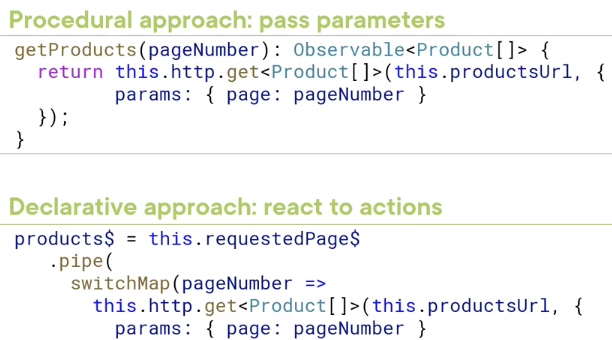 Procedural approach: pass parameters
getProducts(pageNumber): Observable<Product[]> {
return this.http.get<Product[]>(this.productsUrl, {
params: { page: pageNumber }
});
}
Declarative approach: react to actions
products$ = this.requestedPage$
.pipe(
switchMap(pageNumber =>
this.http.get<Product[]>(this.productsUrl, {
params: { page: pageNumber }